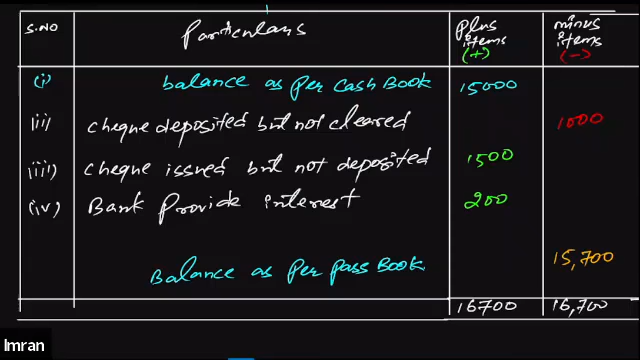 S.NO Particulars plus items (+) minus items (-)
(i) balance as per Cash Book 15000
(ii) cheque deposited but not cleared 1000
(iii) cheque issued but not deposited 1500
(iv) Bank Provide interest 200
Balance as per pass Book 15,700
16700 16,700
Imran